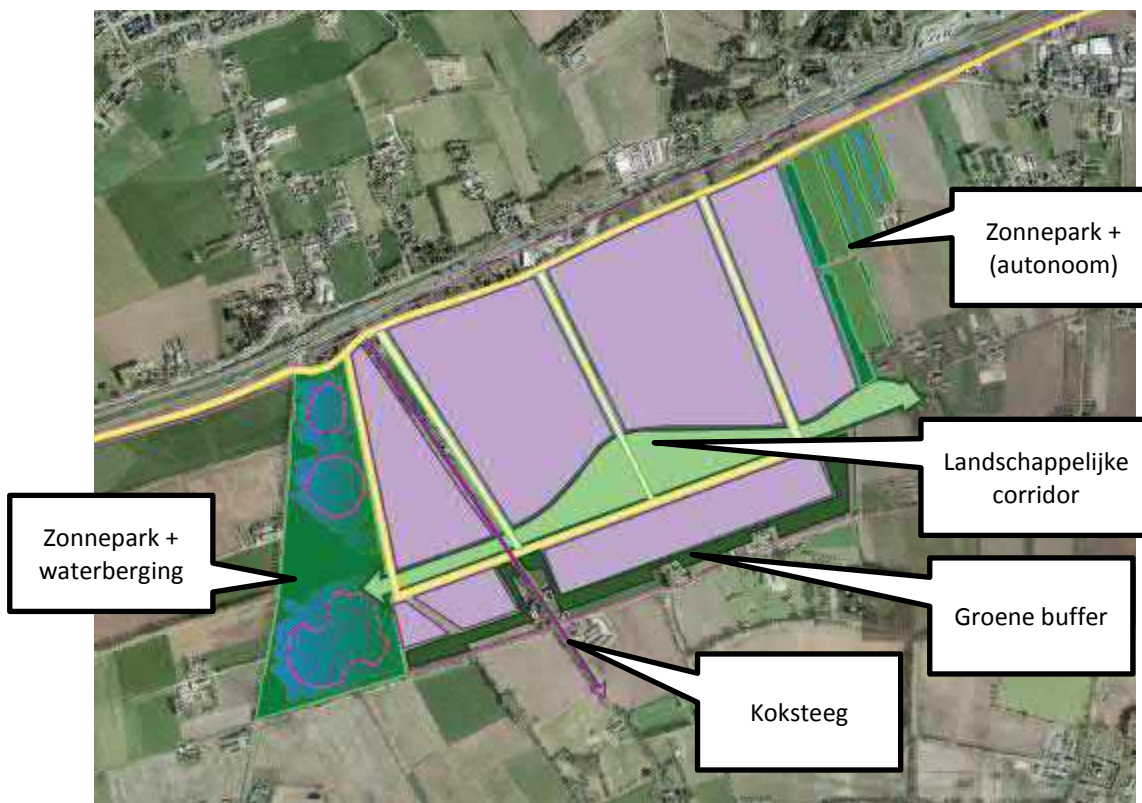 Zonnepark +
(autonoom)
Landschappelijke
corridor
Zonnepark +
waterberging
Groene buffer
Koksteeg